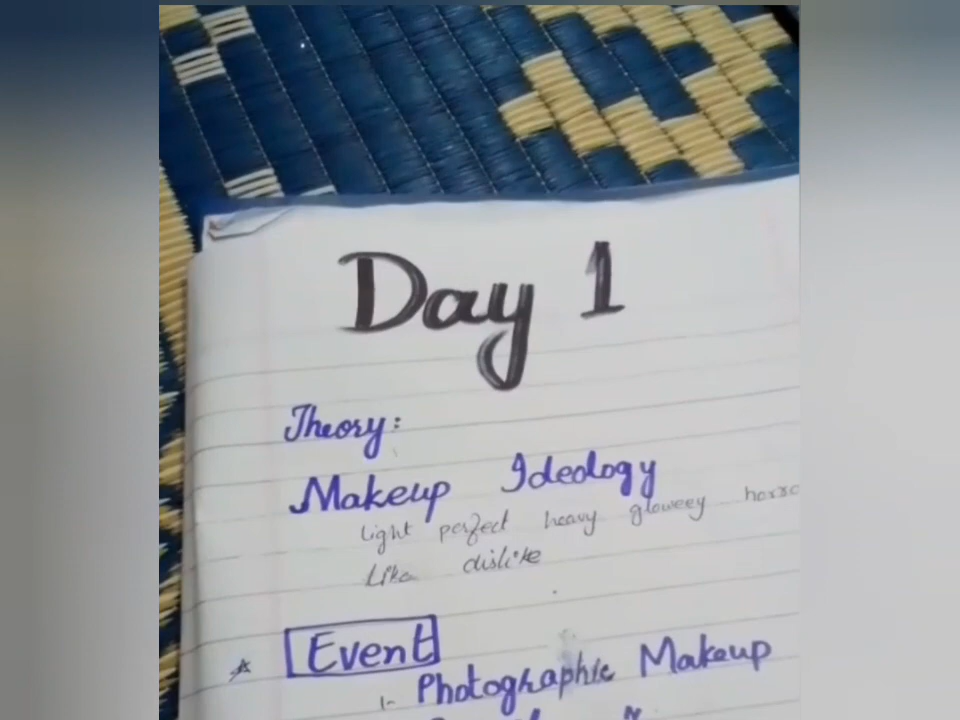 Day 1
Theory:
Makeup Ideology
light perfect heavy gloweey
Like dislike
Event
1- Photographic Makeup